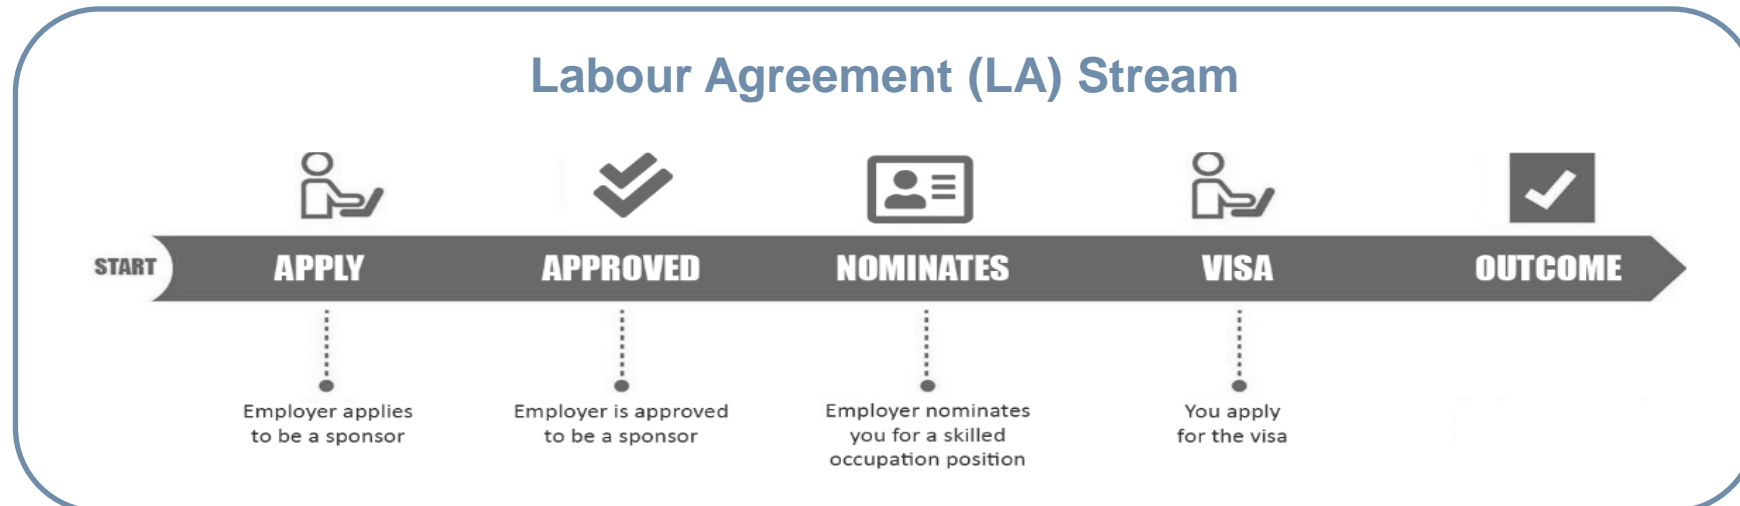 Labour Agreement (LA) Stream
START
APPLY
APPROVED
NOMINATES
VISA
OUTCOME
Employer applies
to be a sponsor
Employer is approved
to be a sponsor
Employer nominates
you for a skilled
occupation position
You apply
for the visa